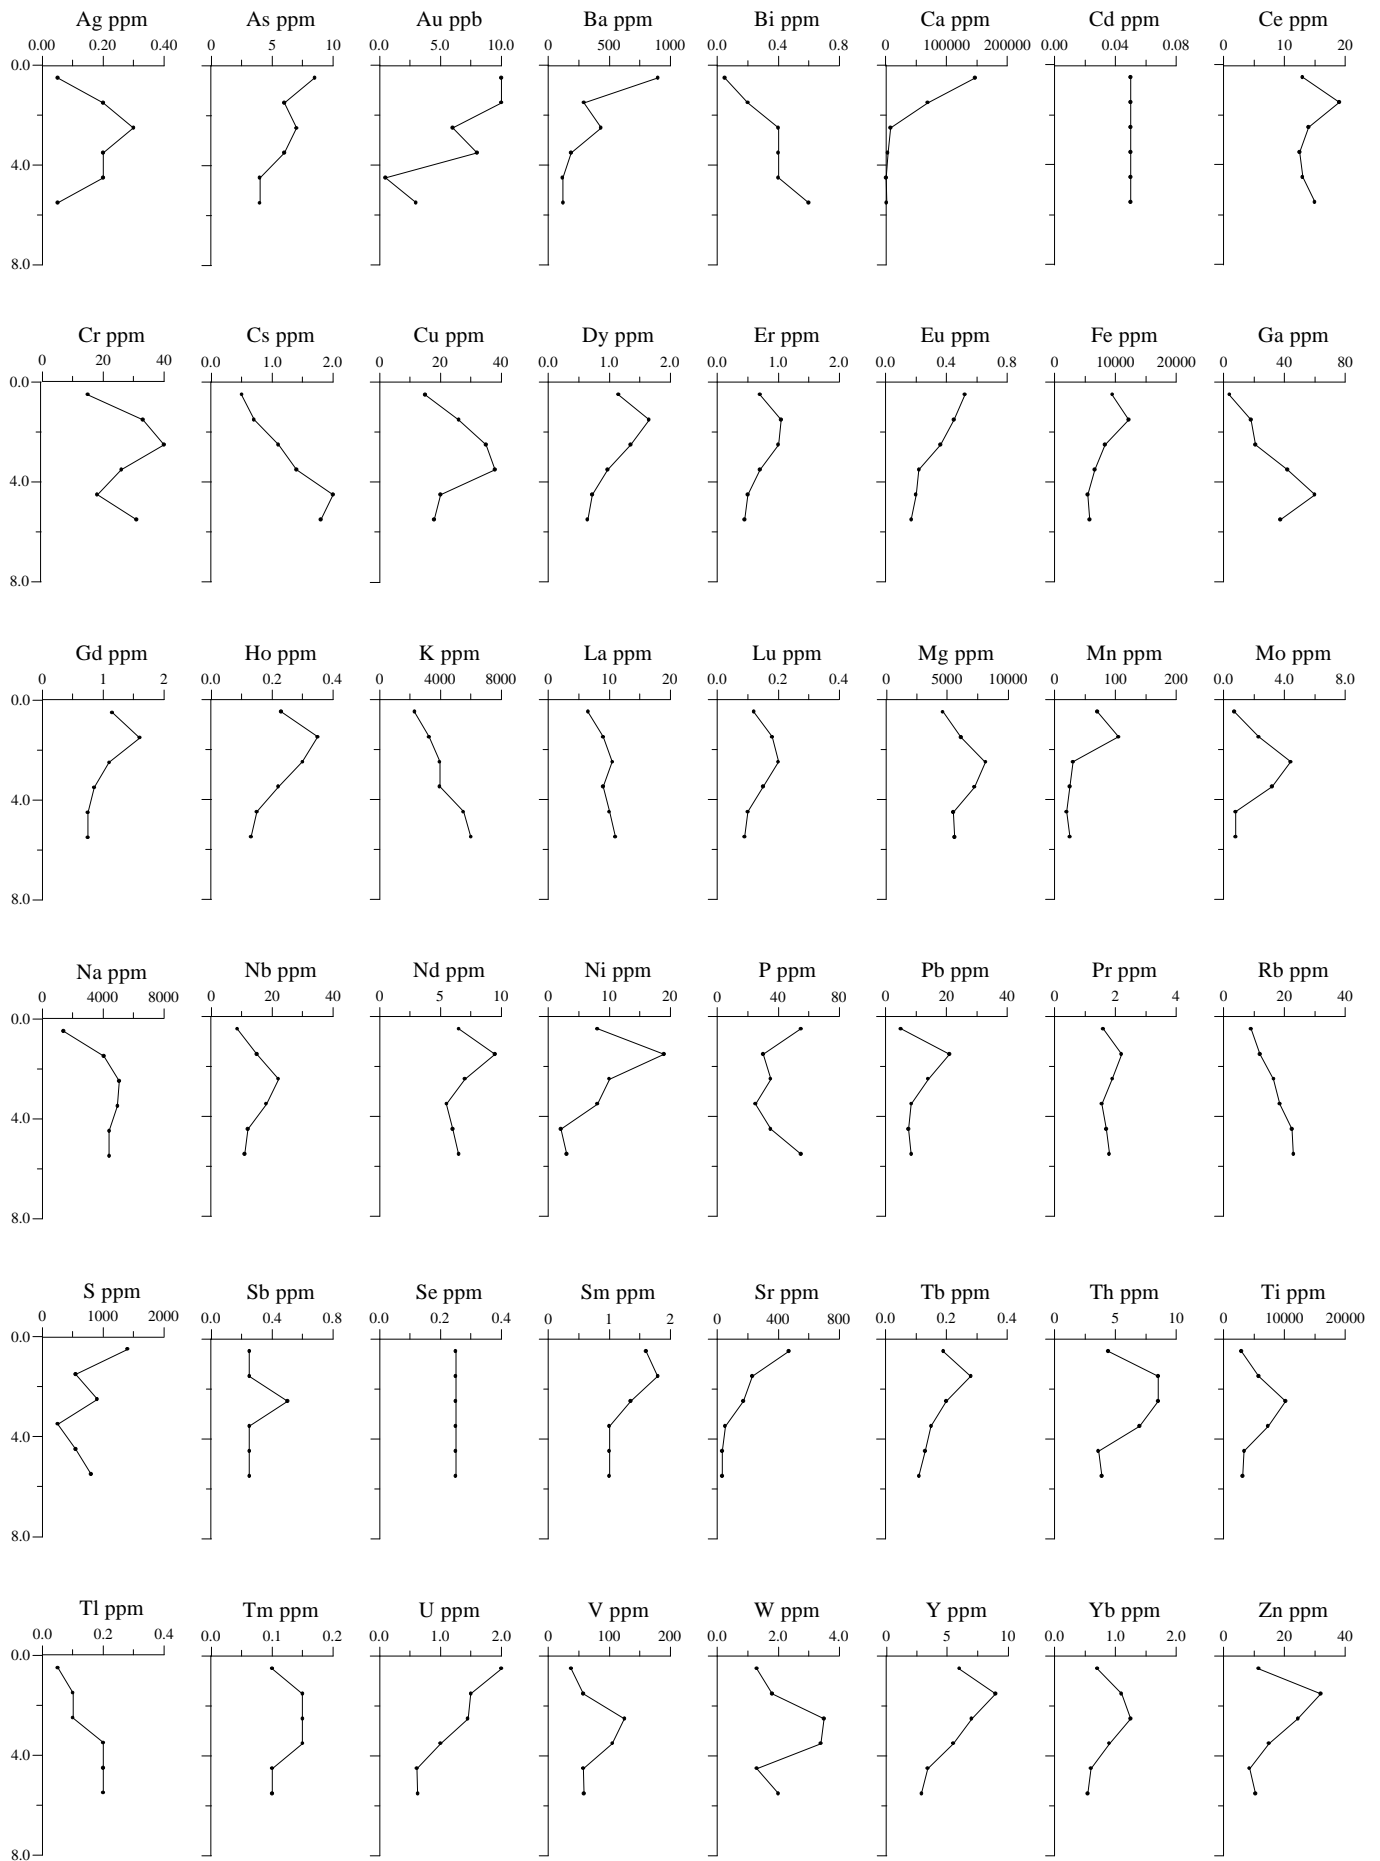 Ag ppm As ppm Au ppb Ba ppm Bi ppm Ca ppm Cd ppm Ce ppm
0.00 0.20 0.40 0 5 10 0.0 5.0 10.0 0 500 1000 0.0 0.4 0.8 0 100000 200000 0.00 0.04 0.08 0 10 20
0.0
4.0
8.0
Cr ppm Cs ppm Cu ppm Dy ppm Er ppm Eu ppm Fe ppm Ga ppm
0 20 40 0.0 1.0 2.0 0 20 40 0.0 1.0 2.0 0.0 1.0 2.0 0.0 0.4 0.8 0 10000 20000 0 40 80
0.0
4.0
8.0
Gd ppm Ho ppm K ppm La ppm Lu ppm Mg ppm Mn ppm Mo ppm
0 1 2 0.0 0.2 0.4 0 4000 8000 0 10 20 0.0 0.2 0.4 0 5000 10000 0 100 200 0.0 4.0 8.0
0.0
4.0
8.0
Na ppm Nb ppm Nd ppm Ni ppm P ppm Pb ppm Pr ppm Rb ppm
0 4000 8000 0 20 40 0 5 10 0 10 20 0 40 80 0 20 40 0 2 4 0 20 40
0.0
4.0
8.0
S ppm Sb ppm Se ppm Sm ppm Sr ppm Tb ppm Th ppm Ti ppm
0 1000 2000 0.0 0.4 0.8 0.0 0.2 0.4 0 1 2 0 400 800 0.0 0.2 0.4 0 5 10 0 10000 20000
0.0
4.0
8.0
Tl ppm Tm ppm U ppm V ppm W ppm Y ppm Yb ppm Zn ppm
0.0 0.2 0.4 0.0 0.1 0.2 0.0 1.0 2.0 0 100 200 0.0 2.0 4.0 0 5 10 0.0 1.0 2.0 0 20 40
0.0
4.0
8.0